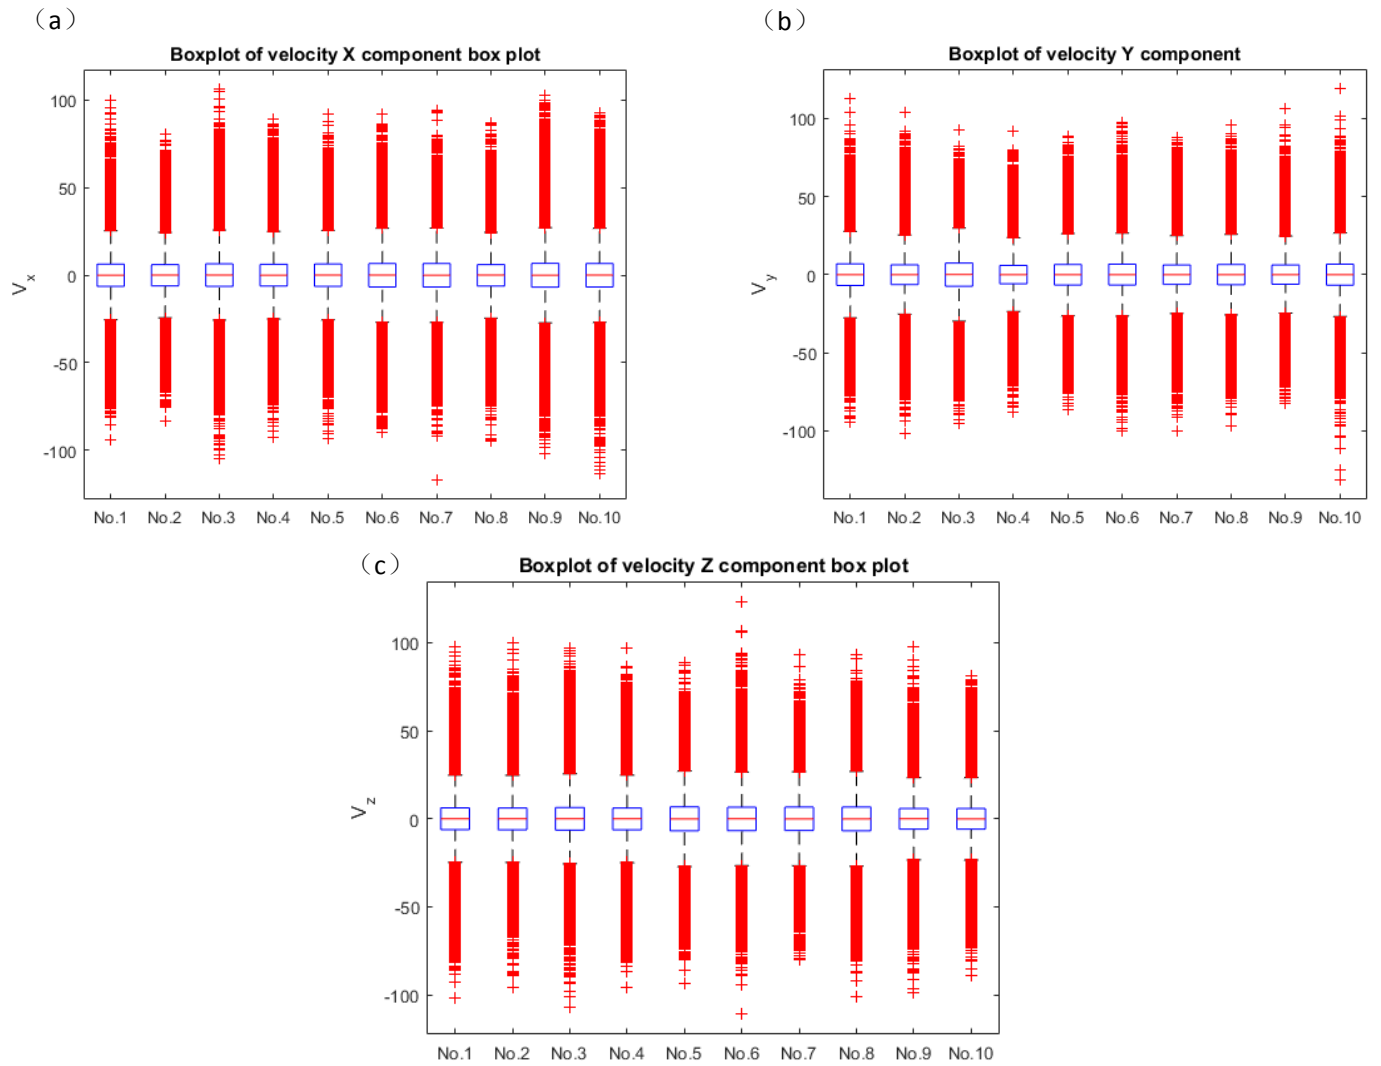 （a）
Boxplot of velocity X component box plot
100
50
0
-50
-100
Vx
No.1 No.2 No.3 No.4 No.5 No.6 No.7 No.8 No.9 No.10
（b）
Boxplot of velocity Y component
100
50
0
-50
-100
Vy
No.1 No.2 No.3 No.4 No.5 No.6 No.7 No.8 No.9 No.10
（c）
Boxplot of velocity Z component box plot
100
50
0
-50
-100
Vz
No.1 No.2 No.3 No.4 No.5 No.6 No.7 No.8 No.9 No.10